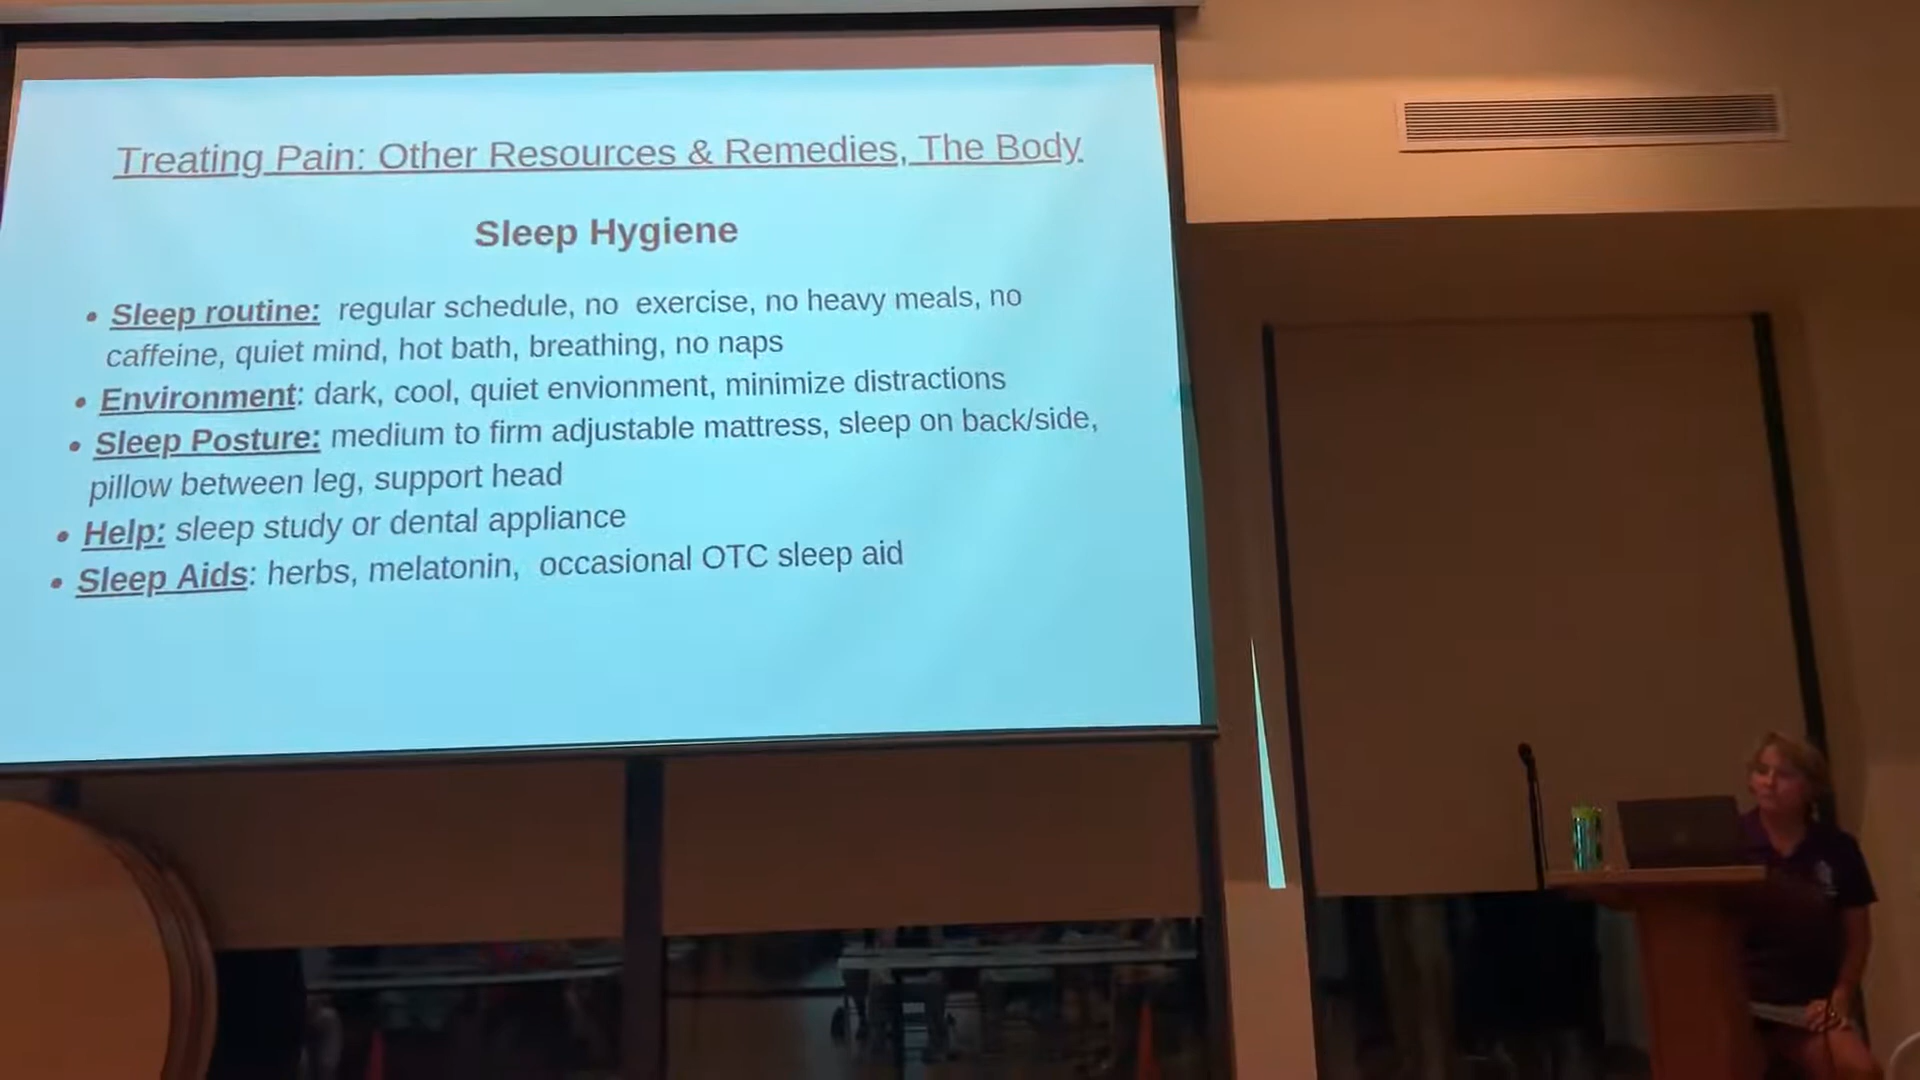 Treating Pain: Other Resources & Remedies, The Body
Sleep Hygiene
• Sleep routine: regular schedule, no exercise, no heavy meals, no
caffeine, quiet mind, hot bath, breathing, no naps
• Environment: dark, cool, quiet envionment, minimize distractions
• Sleep Posture: medium to firm adjustable mattress, sleep on back/side,
pillow between leg, support head
• Help: sleep study or dental appliance
• Sleep Aids: herbs, melatonin, occasional OTC sleep aid